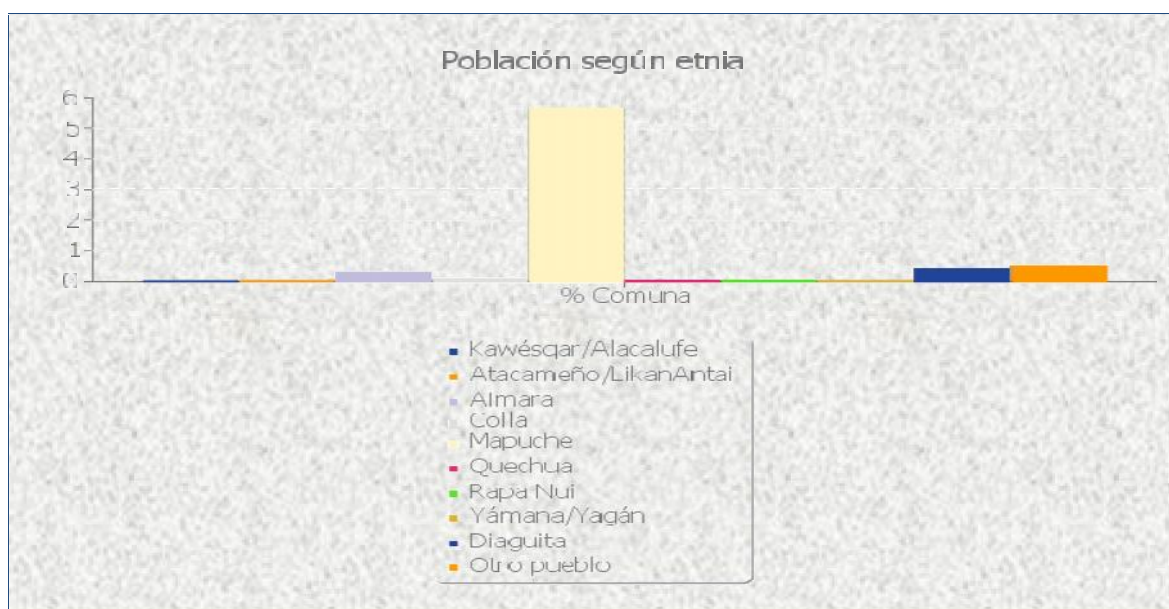 Población según etnia
6
5
4
3
2
1
0
% Comuna
Kawésqar/Alacalufe
Atacameño/LikanAntai
Almara
Colla
Mapuche
Quechua
Rapa Nui
Yámana/Yagán
Diaguita
Otro pueblo